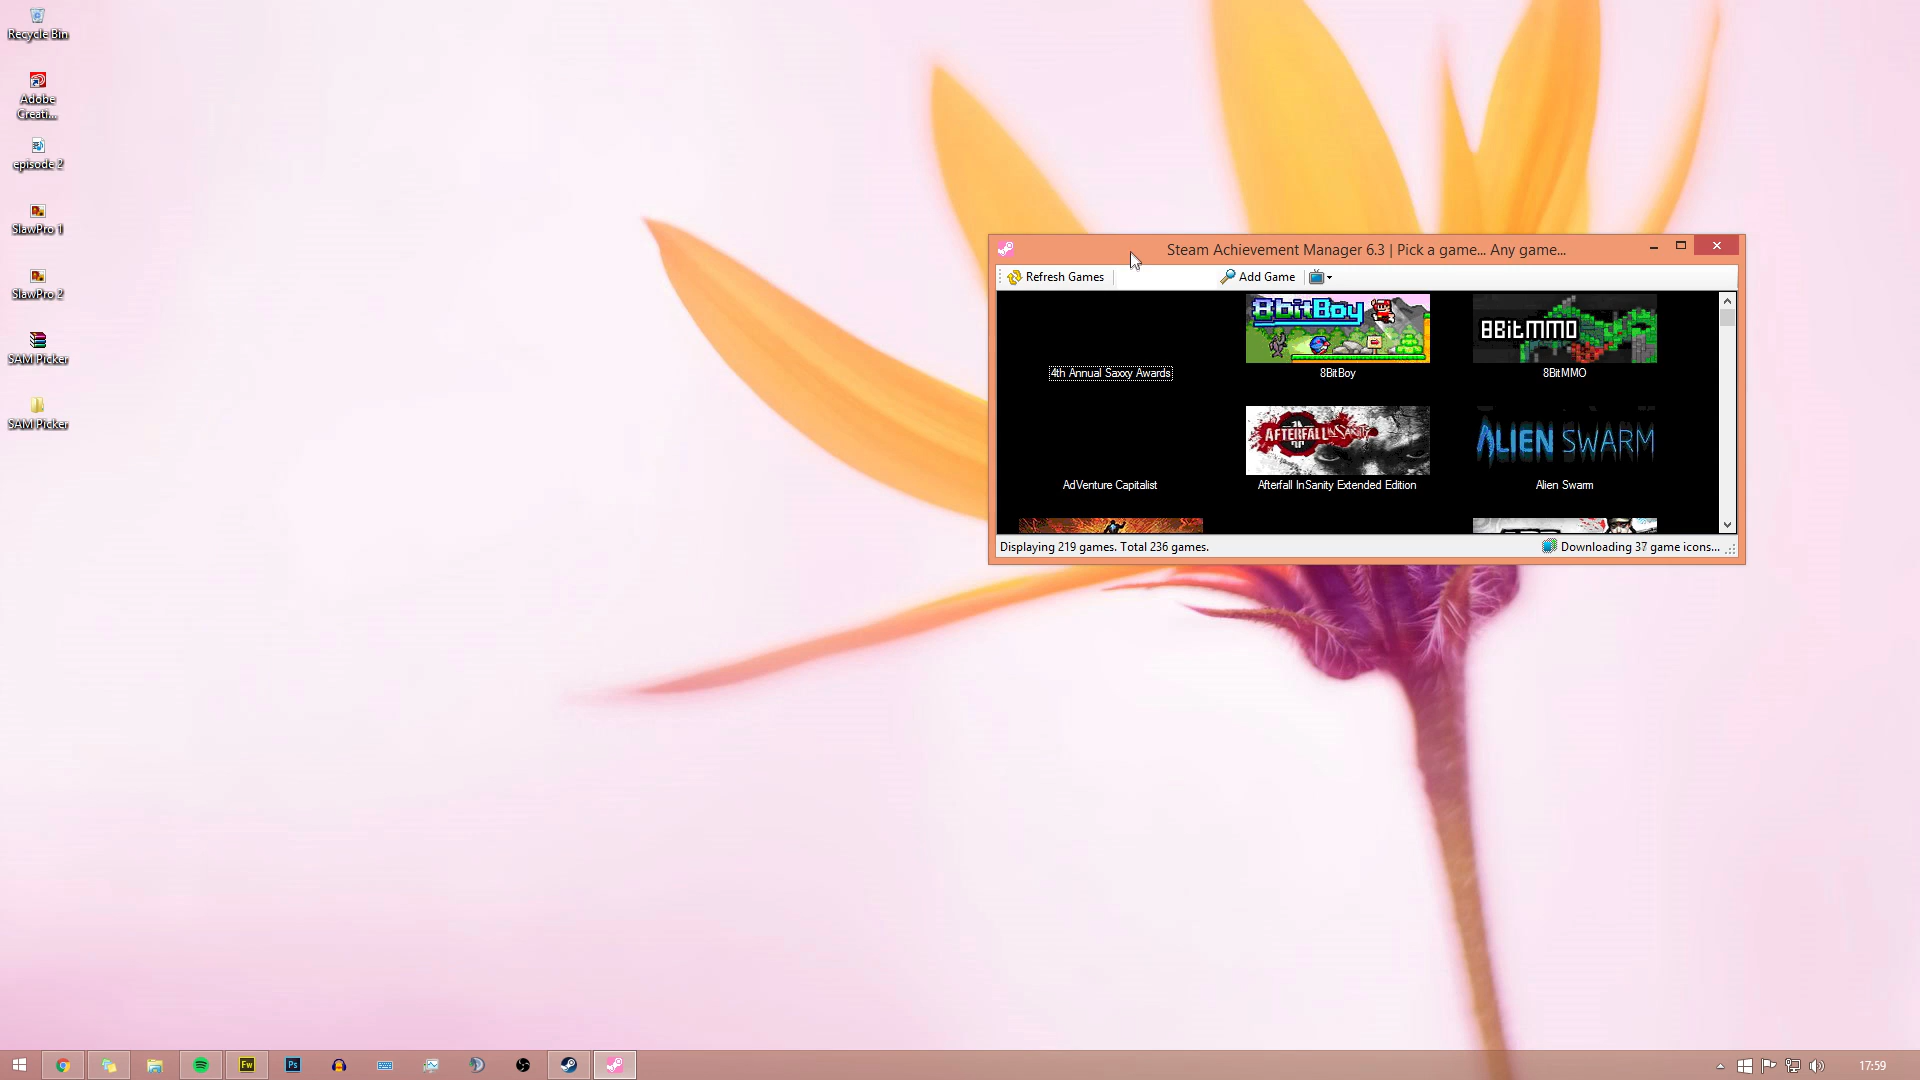 Recycle Bin
Adobe
Creati...
episode 2
SlawPro 1
SlawPro 2
SAM Picker
SAM Picker
Steam Achievement Manager 6.3 | Pick a game... Any game...
Refresh Games
Add Game
8bitBoy
8BitMMO
4th Annual Saxxy Awards
8BitBoy
8BitMMO
AFTERFALL INSANITY
ALIEN SWARM
AdVenture Capitalist
Afterfall InSanity Extended Edition
Alien Swarm
Displaying 219 games. Total 236 games.
Downloading 37 game icons...
Fw
Ps
17:59